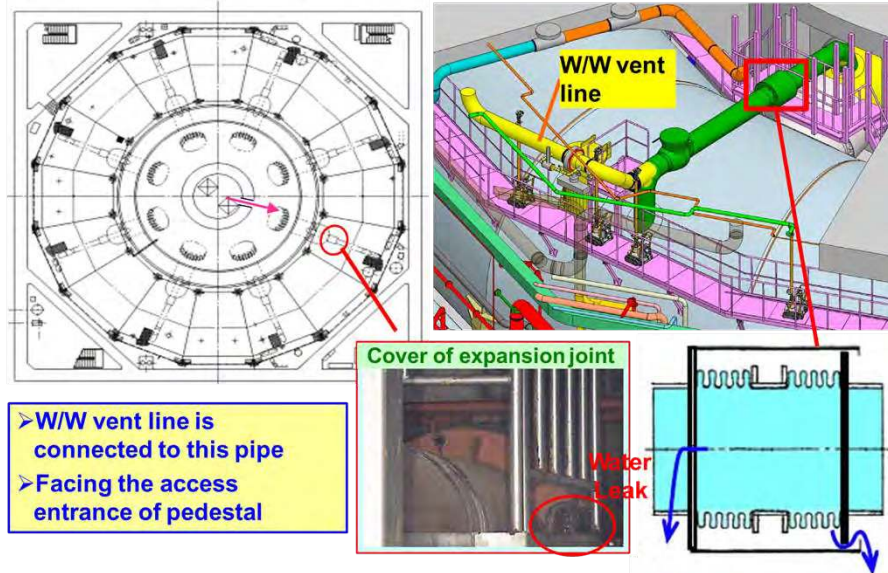 W/W vent
line
Cover of expansion joint
➢W/W vent line is
connected to this pipe
➢Facing the access
entrance of pedestal
Water
Leak